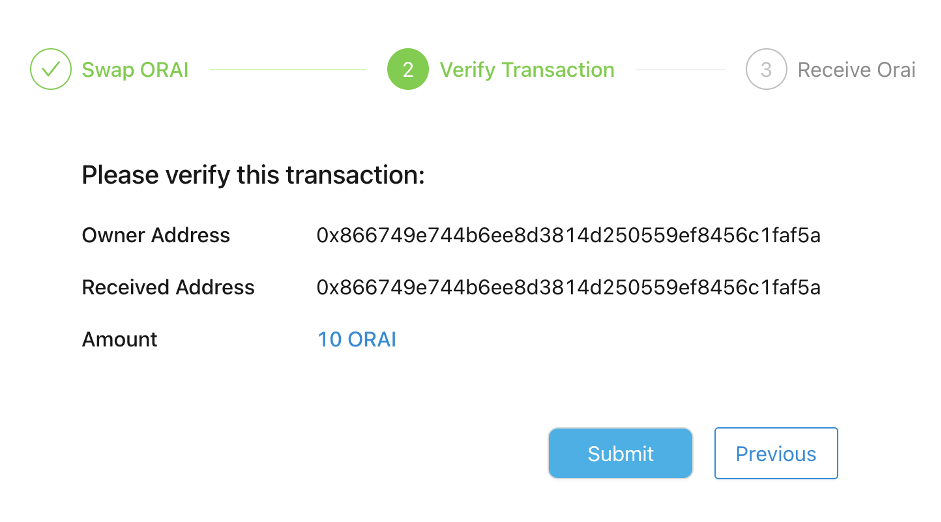 Swap ORAI 2 Verify Transaction 3 Receive Orai
Please verify this transaction:
Owner Address 0x866749e744b6ee8d3814d250559ef8456c1faf5a
Received Address 0x866749e744b6ee8d3814d250559ef8456c1faf5a
Amount 10 ORAI
Submit Previous